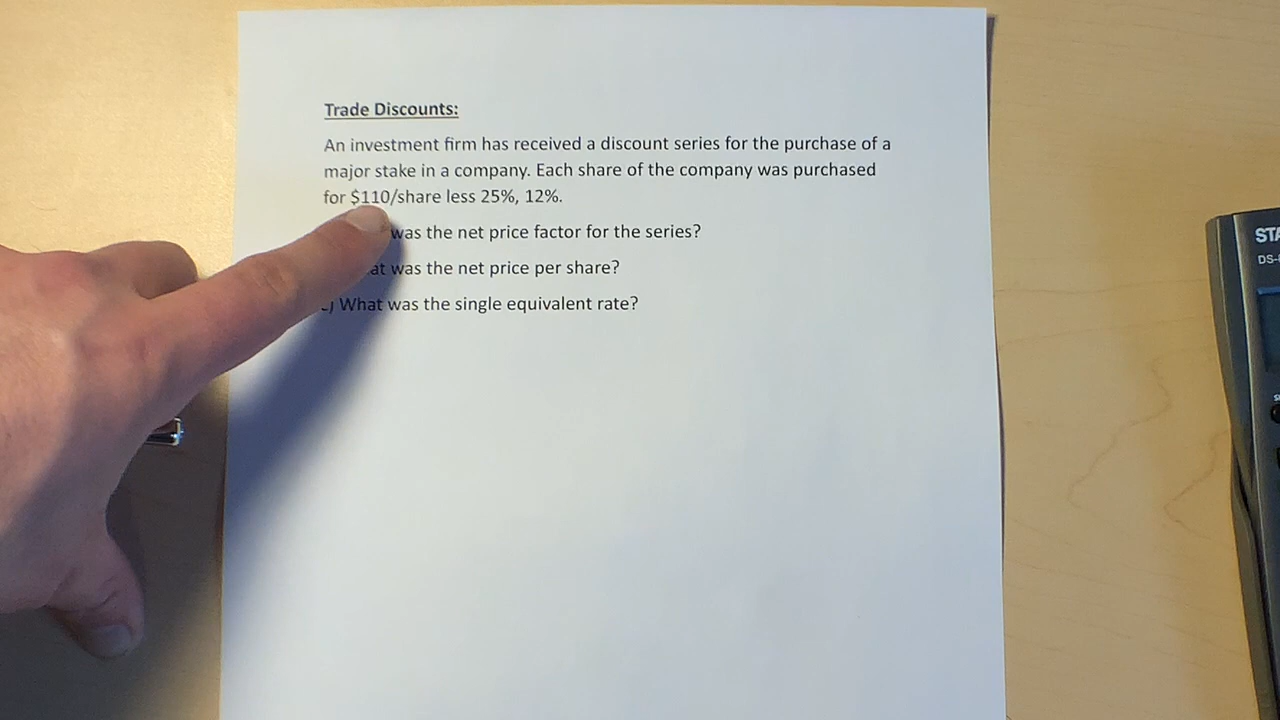 Trade Discounts:
An investment firm has received a discount series for the purchase of a
major stake in a company. Each share of the company was purchased
for $110/share less 25%, 12%.
was the net price factor for the series?
was the net price per share?
What was the single equivalent rate?